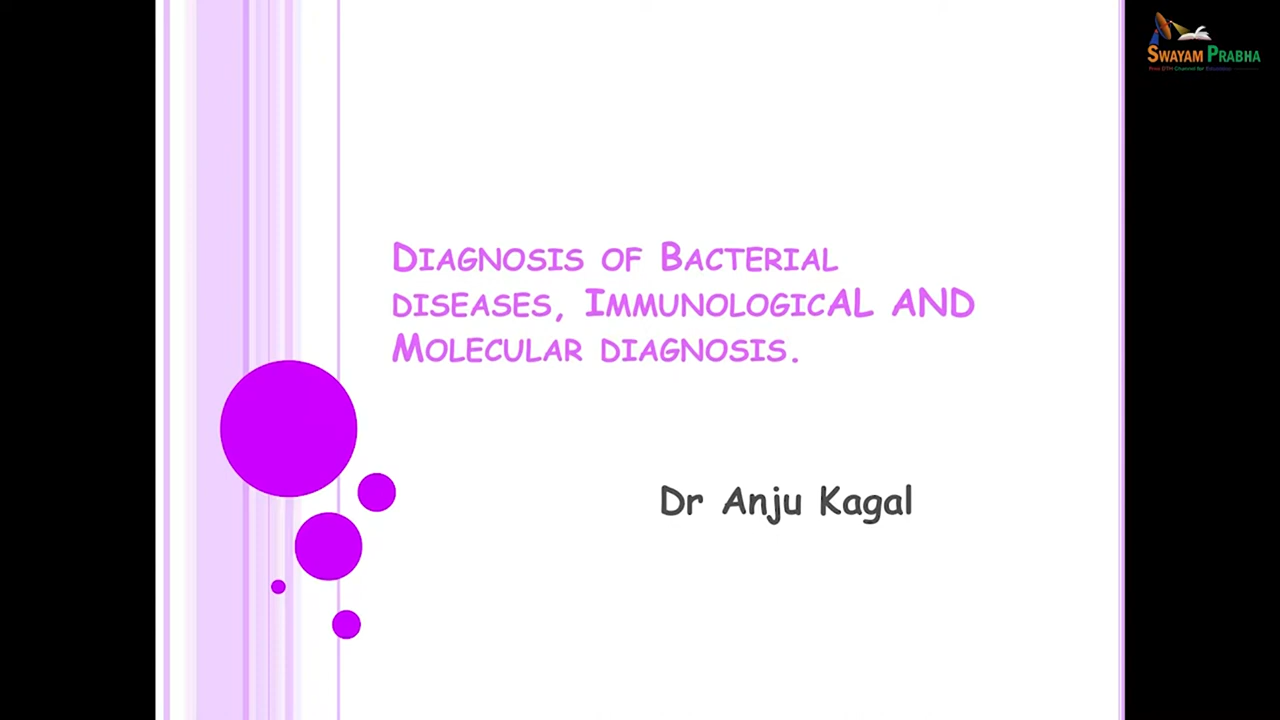 SWAYAM PRABHA
DIAGNOSIS OF BACTERIAL
DISEASES, IMMUNOLOGICAL AND
MOLECULAR DIAGNOSIS.
Dr Anju Kagal